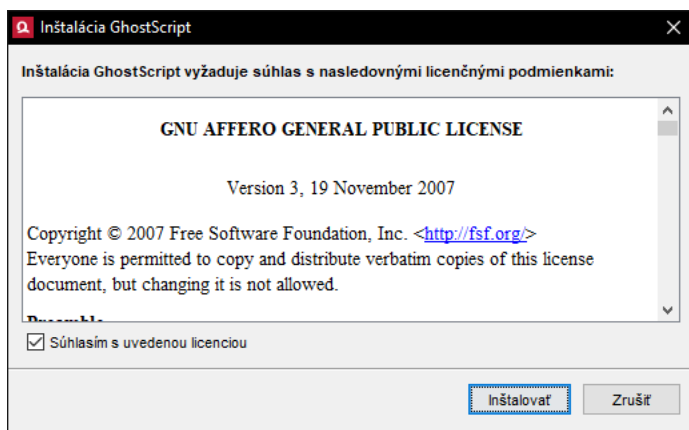 Inštalácia GhostScript
Inštalácia GhostScript vyžaduje súhlas s nasledovnými licenčnými podmienkami:
GNU AFFERO GENERAL PUBLIC LICENSE
Version 3, 19 November 2007
Copyright © 2007 Free Software Foundation, Inc. <http://fsf.org/>
Everyone is permitted to copy and distribute verbatim copies of this license
document, but changing it is not allowed.
Preamble
Súhlasím s uvedenou licenciou
Inštalovať Zrušiť